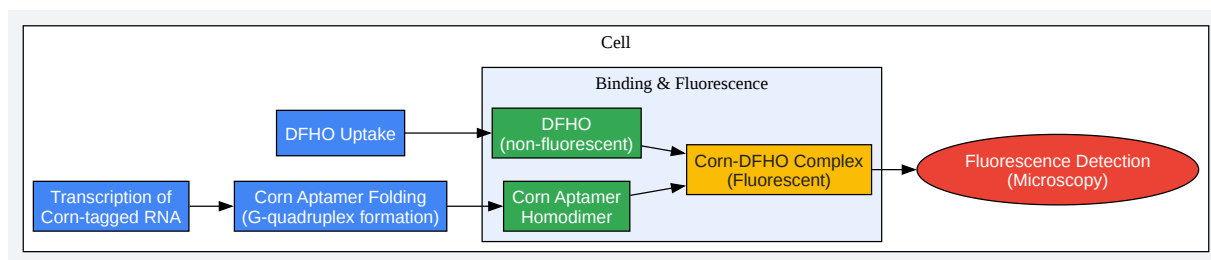 Cell
Binding & Fluorescence
DFHO Uptake
DFHO
(non-fluorescent)
Corn-DFHO Complex
(Fluorescent)
Fluorescence Detection
(Microscopy)
Transcription of
Corn-tagged RNA
Corn Aptamer Folding
(G-quadruplex formation)
Corn Aptamer
Homodimer